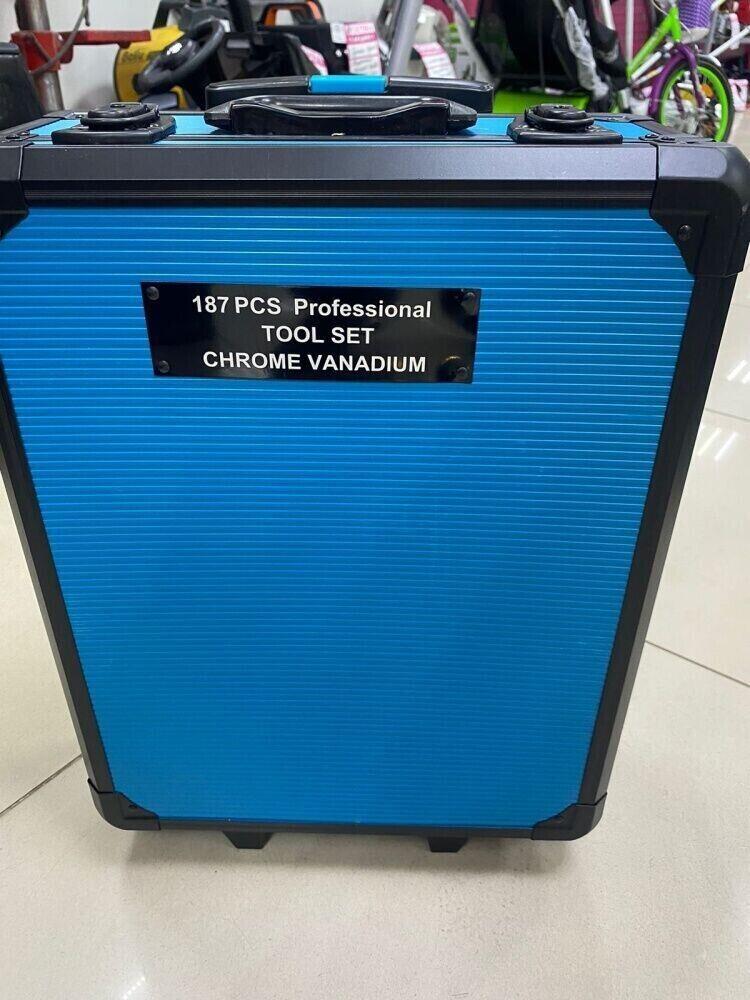 187 PCS Professional
TOOL SET
CHROME VANADIUM